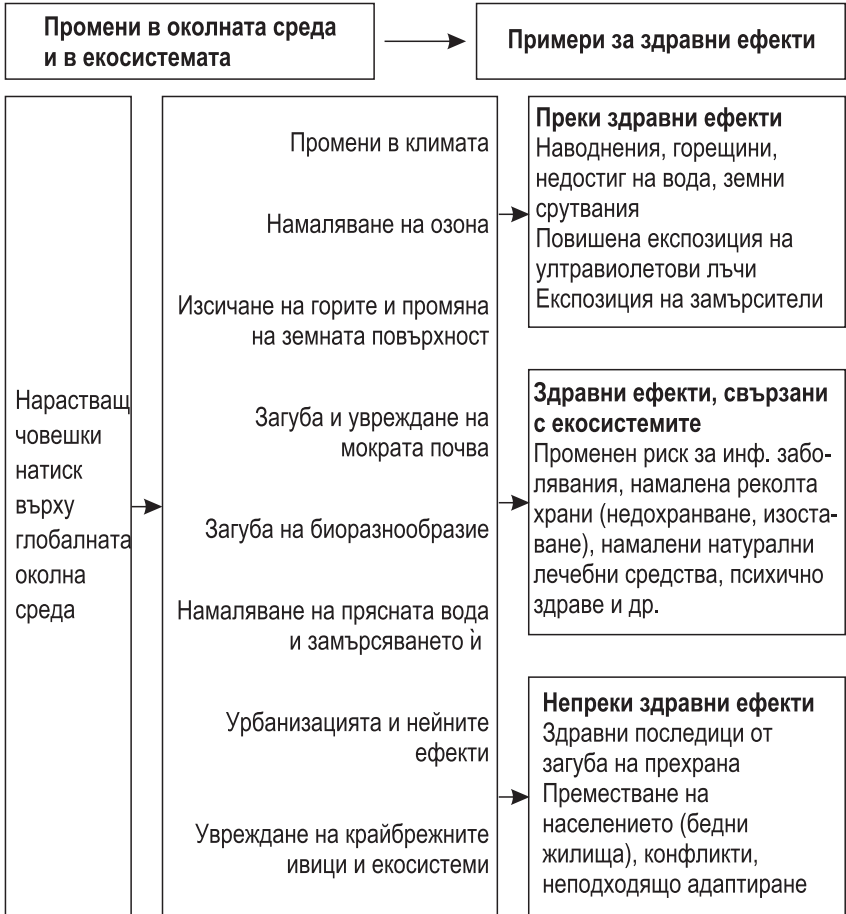 Промени в околната среда
и в екосистемата
Примери за здравни ефекти
Нарастващ
човешки
натиск
върху
глобалната
околна
среда
Промени в климата
Намаляване на озона
Изсичане на горите и промяна
на земната повърхност
Загуба и увреждане на
мократа почва
Загуба на биоразнообразие
Намаляване на прясната вода
и замърсяването ѝ
Урбанизацията и нейните
ефекти
Увреждане на крайбрежните
ивици и екосистеми
Преки здравни ефекти
Наводнения, горещини,
недостиг на вода, земни
срутвания
Повишена експозиция на
ултравиолетови лъчи
Експозиция на замърсители
Здравни ефекти, свързани
с екосистемите
Променен риск за инф. забо-
лявания, намалена реколта
храни (недохранване, изоста-
ване), намалени натурални
лечебни средства, психично
здраве и др.
Непреки здравни ефекти
Здравни последици от
загуба на прехрана
Преместване на
населението (бедни
жилища), конфликти,
неподходящо адаптиране